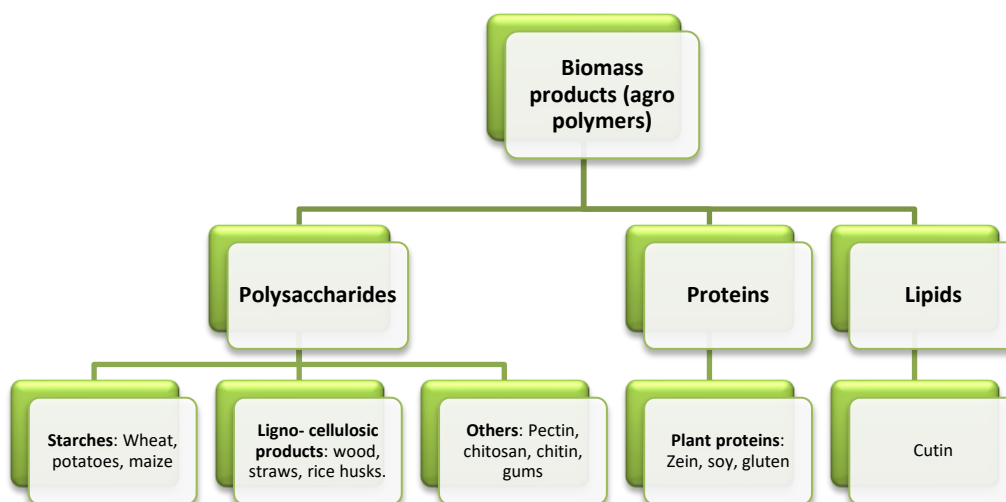 Biomass
products (agro
polymers)
Polysaccharides
Proteins
Lipids
Starches: Wheat,
potatoes, maize
Ligno- cellulosic
products: wood,
straws, rice husks.
Others: Pectin,
chitosan, chitin,
gums
Plant proteins:
Zein, soy, gluten
Cutin